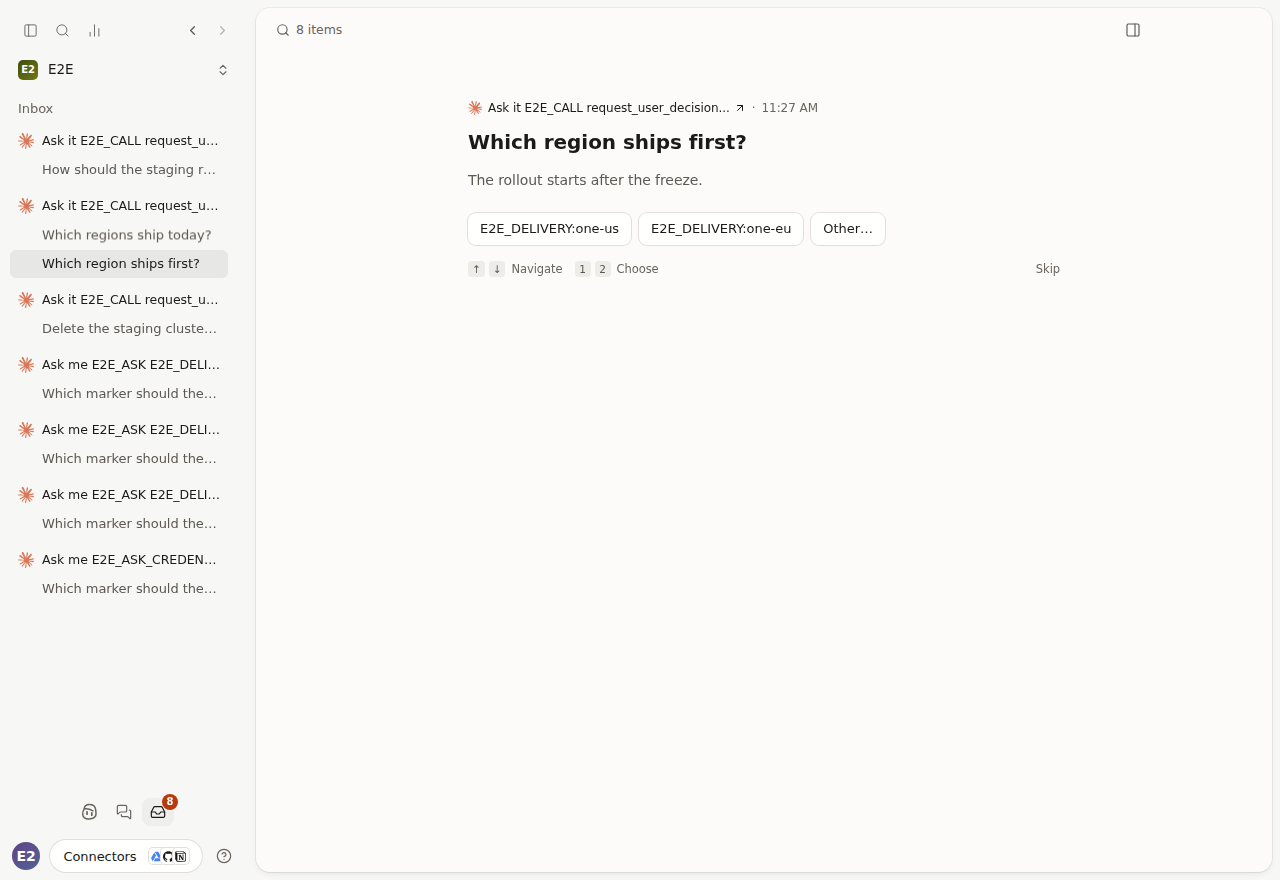 E2 E2E
Inbox
Ask it E2E_CALL request_u...
How should the staging r...
Ask it E2E_CALL request_u...
Which regions ship today?
Which region ships first?
Ask it E2E_CALL request_u...
Delete the staging cluste...
Ask me E2E_ASK E2E_DELI...
Which marker should the...
Ask me E2E_ASK E2E_DELI...
Which marker should the...
Ask me E2E_ASK E2E_DELI...
Which marker should the...
Ask me E2E_ASK_CREDEN...
Which marker should the...
8
E2 Connectors
8 items
Ask it E2E_CALL request_user_decision... · 11:27 AM
Which region ships first?
The rollout starts after the freeze.
E2E_DELIVERY:one-us E2E_DELIVERY:one-eu Other...
↑ ↓ Navigate 1 2 Choose Skip